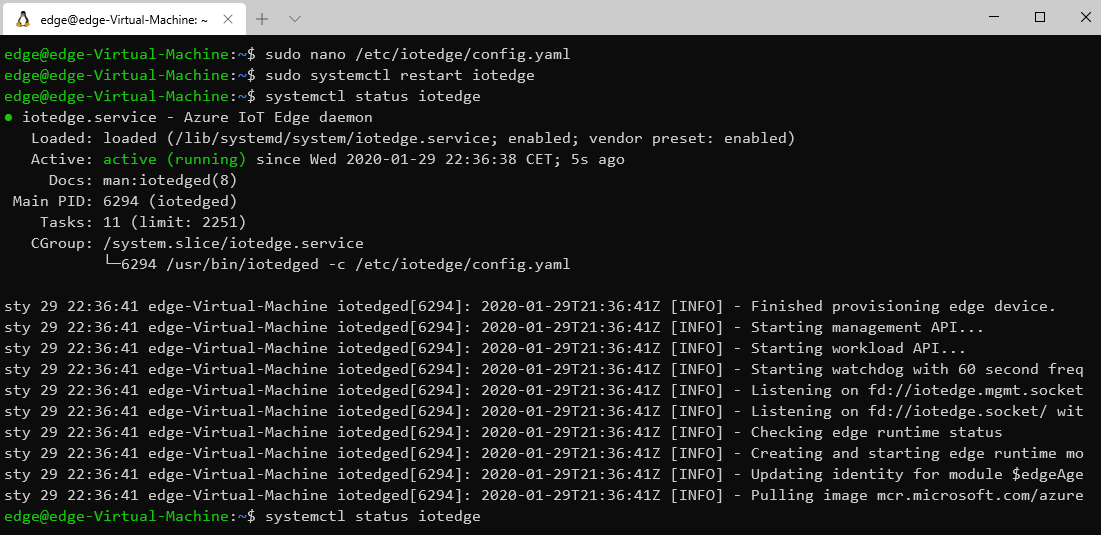 edge@edge-Virtual-Machine: ~
edge@edge-Virtual-Machine:~$ sudo nano /etc/iotedge/config.yaml
edge@edge-Virtual-Machine:~$ sudo systemctl restart iotedge
edge@edge-Virtual-Machine:~$ systemctl status iotedge
● iotedge.service - Azure IoT Edge daemon
   Loaded: loaded (/lib/systemd/system/iotedge.service; enabled; vendor preset: enabled)
   Active: active (running) since Wed 2020-01-29 22:36:38 CET; 5s ago
     Docs: man:iotedged(8)
 Main PID: 6294 (iotedged)
    Tasks: 11 (limit: 2251)
   CGroup: /system.slice/iotedge.service
           └─6294 /usr/bin/iotedged -c /etc/iotedge/config.yaml
sty 29 22:36:41 edge-Virtual-Machine iotedged[6294]: 2020-01-29T21:36:41Z [INFO] - Finished provisioning edge device.
sty 29 22:36:41 edge-Virtual-Machine iotedged[6294]: 2020-01-29T21:36:41Z [INFO] - Starting management API...
sty 29 22:36:41 edge-Virtual-Machine iotedged[6294]: 2020-01-29T21:36:41Z [INFO] - Starting workload API...
sty 29 22:36:41 edge-Virtual-Machine iotedged[6294]: 2020-01-29T21:36:41Z [INFO] - Starting watchdog with 60 second freq
sty 29 22:36:41 edge-Virtual-Machine iotedged[6294]: 2020-01-29T21:36:41Z [INFO] - Listening on fd://iotedge.mgmt.socket
sty 29 22:36:41 edge-Virtual-Machine iotedged[6294]: 2020-01-29T21:36:41Z [INFO] - Listening on fd://iotedge.socket/ wit
sty 29 22:36:41 edge-Virtual-Machine iotedged[6294]: 2020-01-29T21:36:41Z [INFO] - Checking edge runtime status
sty 29 22:36:41 edge-Virtual-Machine iotedged[6294]: 2020-01-29T21:36:41Z [INFO] - Creating and starting edge runtime mo
sty 29 22:36:41 edge-Virtual-Machine iotedged[6294]: 2020-01-29T21:36:41Z [INFO] - Updating identity for module $edgeAge
sty 29 22:36:41 edge-Virtual-Machine iotedged[6294]: 2020-01-29T21:36:41Z [INFO] - Pulling image mcr.microsoft.com/azure
edge@edge-Virtual-Machine:~$ systemctl status iotedge